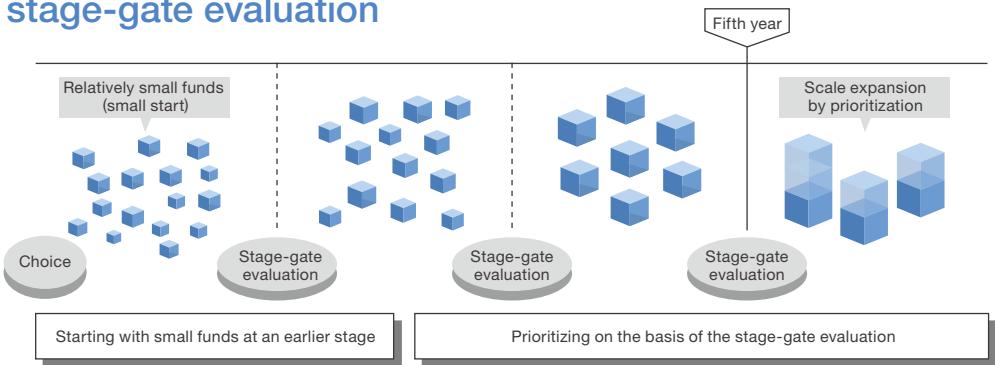 stage-gate evaluation
Fifth year
Relatively small funds
(small start)
Scale expansion
by prioritization
Choice
Stage-gate
evaluation
Stage-gate
evaluation
Stage-gate
evaluation
Starting with small funds at an earlier stage
Prioritizing on the basis of the stage-gate evaluation